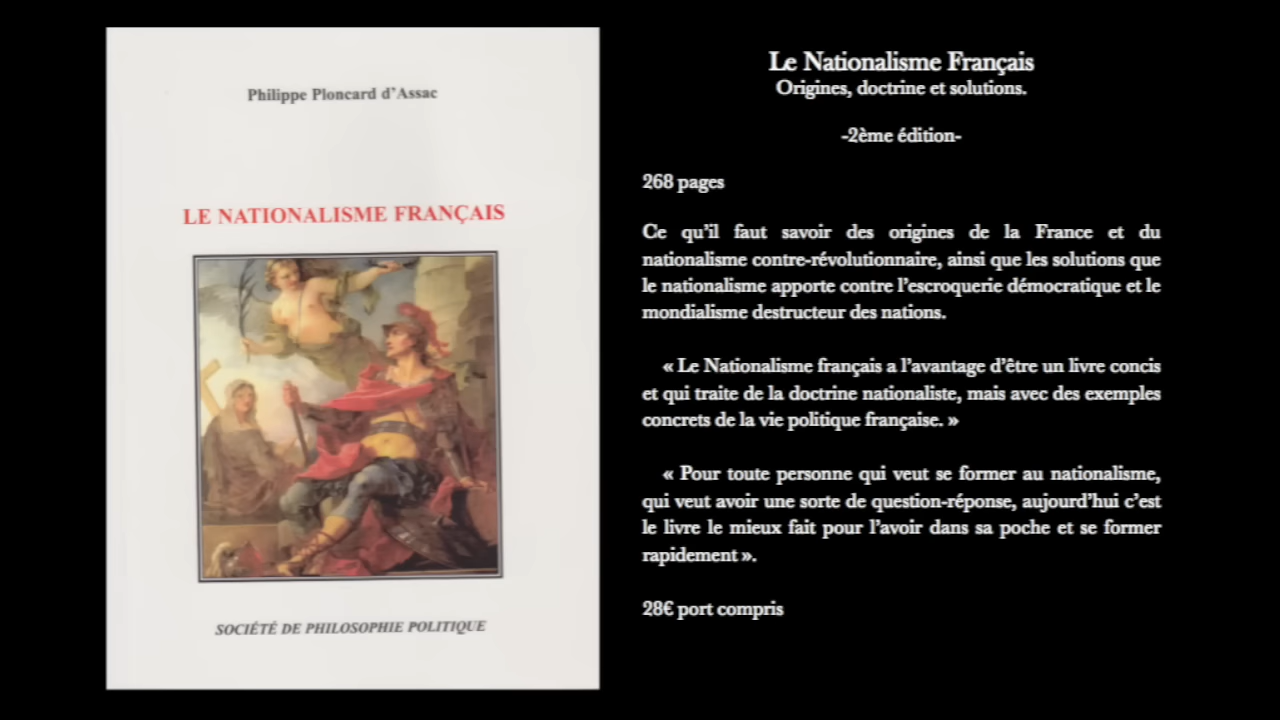 Philippe Ploncard d'Assac
LE NATIONALISME FRANÇAIS
SOCIÉTÉ DE PHILOSOPHIE POLITIQUE
Le Nationalisme Français
Origines, doctrine et solutions.
-2ème édition-
268 pages
Ce qu'il faut savoir des origines de la France et du
nationalisme contre-révolutionnaire, ainsi que les solutions que
le nationalisme apporte contre l'escroquerie démocratique et le
mondialisme destructeur des nations.
« Le Nationalisme français a l'avantage d'être un livre concis
et qui traite de la doctrine nationaliste, mais avec des exemples
concrets de la vie politique française. »
« Pour toute personne qui veut se former au nationalisme,
qui veut avoir une sorte de question-réponse, aujourd'hui c'est
le livre le mieux fait pour l'avoir dans sa poche et se former
rapidement ».
28€ port compris